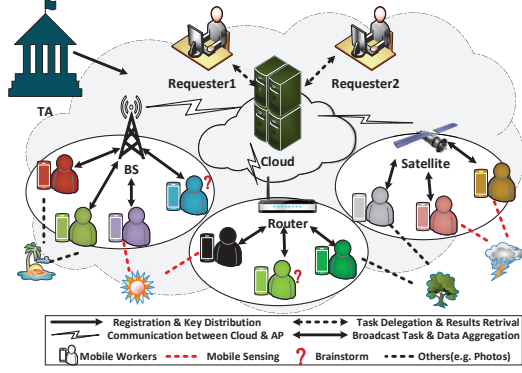 Requester1
Requester2
TA
Cloud
BS
?
Satellite
Router
?
Registration & Key Distribution
Task Delegation & Results Retrival
Communication between Cloud & AP
Broadcast Task & Data Aggregation
Mobile Workers
Mobile Sensing
? Brainstorm
Others(e.g. Photos)